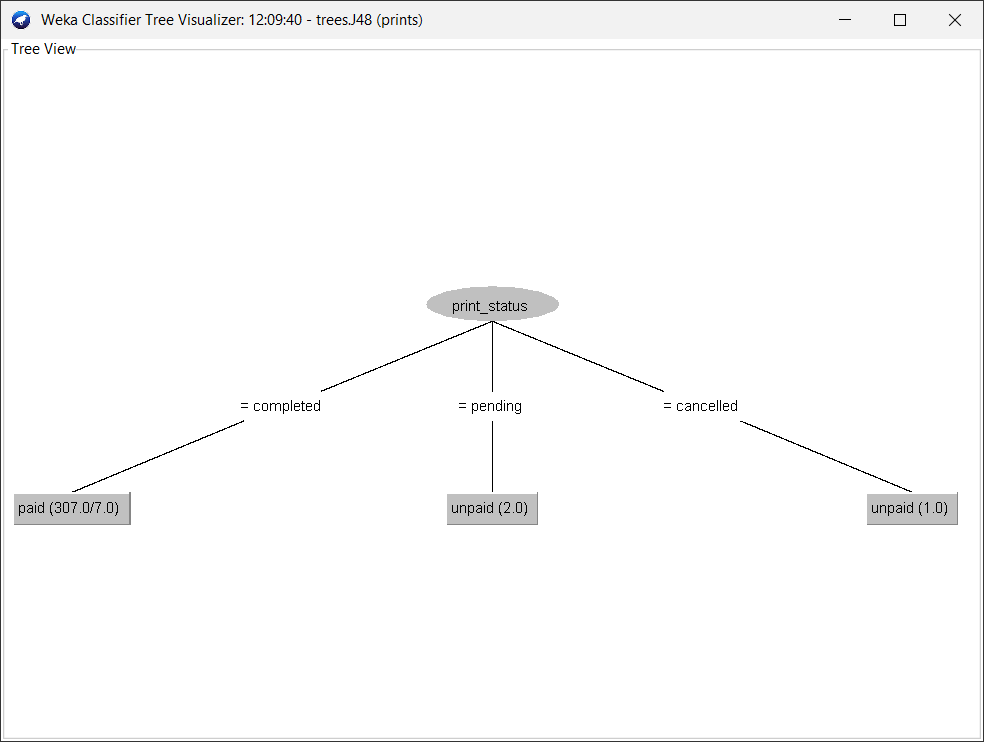 Weka Classifier Tree Visualizer: 12:09:40 - trees.J48 (prints)
Tree View
print_status
= completed
= pending
= cancelled
paid (307.0/7.0)
unpaid (2.0)
unpaid (1.0)